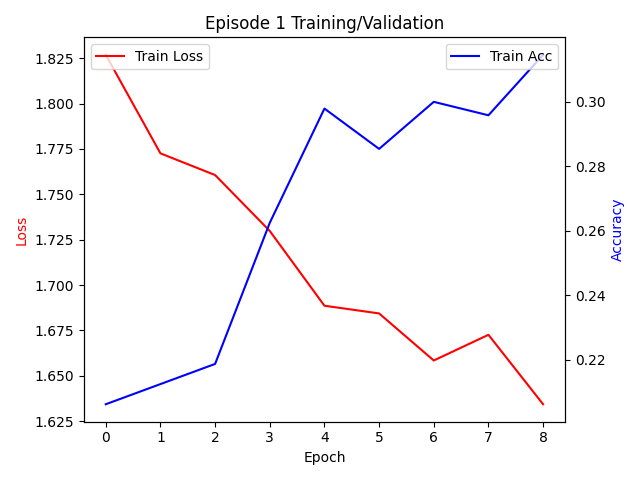 Episode 1 Training/Validation
Train Loss
Train Acc
1.825
1.800
1.775
1.750
1.725
1.700
1.675
1.650
1.625
Loss
0.30
0.28
0.26
0.24
0.22
Accuracy
0 1 2 3 4 5 6 7 8
Epoch